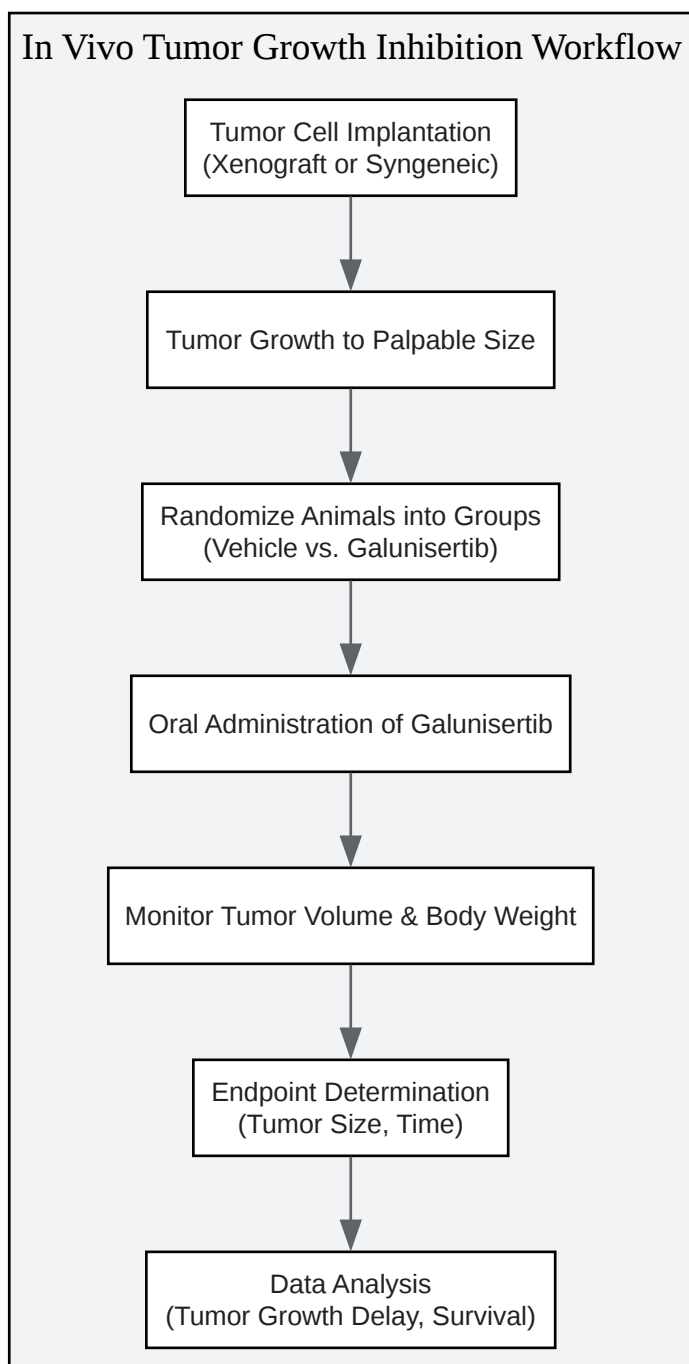 In Vivo Tumor Growth Inhibition Workflow
Tumor Cell Implantation
(Xenograft or Syngeneic)
Tumor Growth to Palpable Size
Randomize Animals into Groups
(Vehicle vs. Galunisertib)
Oral Administration of Galunisertib
Monitor Tumor Volume & Body Weight
Endpoint Determination
(Tumor Size, Time)
Data Analysis
(Tumor Growth Delay, Survival)